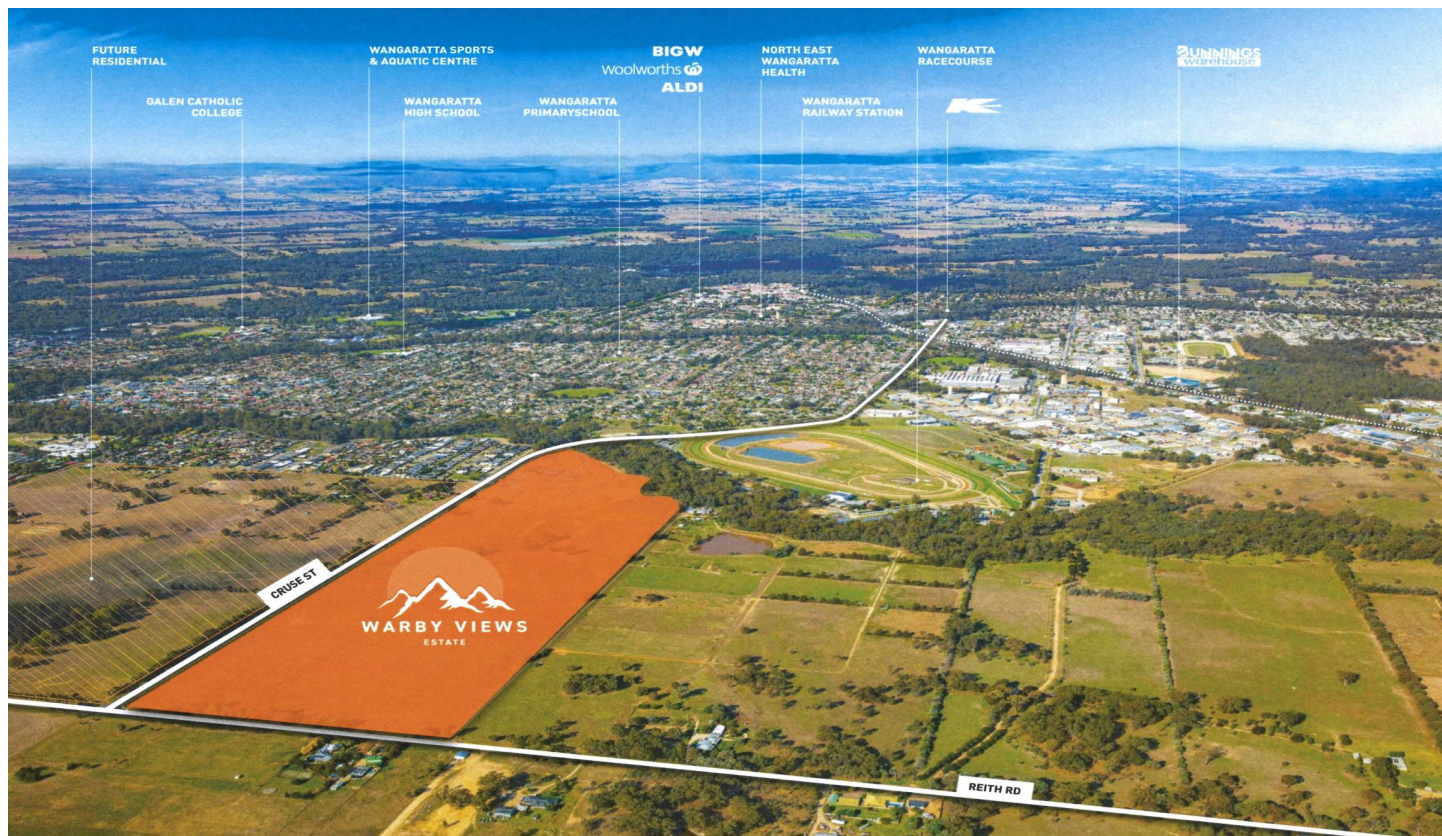 FUTURE
RESIDENTIAL
GALEN CATHOLIC
COLLEGE
WANGARATTA SPORTS
& AQUATIC CENTRE
WANGARATTA
HIGH SCHOOL
WANGARATTA
PRIMARYSCHOOL
BIGW
woolworths
ALDI
NORTH EAST
WANGARATTA
HEALTH
WANGARATTA
RAILWAY STATION
WANGARATTA
RACECOURSE
K
BUNNINGS
warehouse
CRUSE ST
WARBY VIEWS
ESTATE
REITH RD